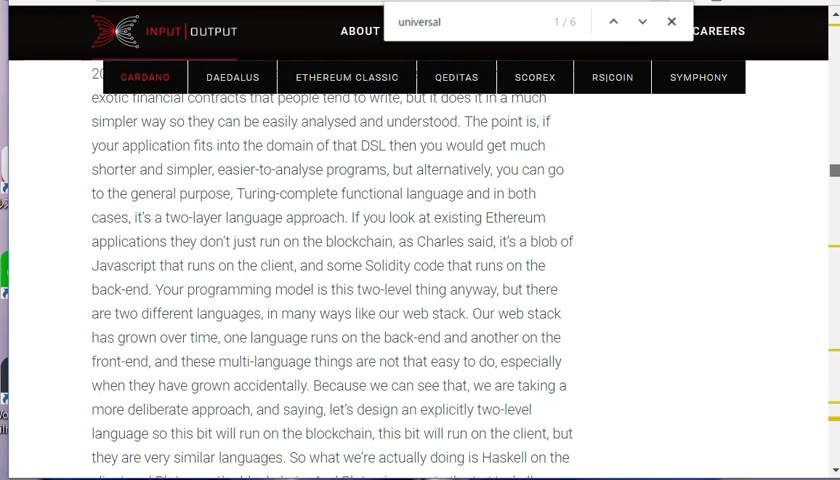 universal
1 / 6
INPUT OUTPUT
ABOUT
CAREERS
CARDANO
DAEDALUS
ETHEREUM CLASSIC
QEDITAS
SCOREX
RS|COIN
SYMPHONY
20
exotic financial contracts that people tend to write, but it does it in a much
simpler way so they can be easily analysed and understood. The point is, if
your application fits into the domain of that DSL then you would get much
shorter and simpler, easier-to-analyse programs, but alternatively, you can go
to the general purpose, Turing-complete functional language and in both
cases, it's a two-layer language approach. If you look at existing Ethereum
applications they don't just run on the blockchain, as Charles said, it's a blob of
Javascript that runs on the client, and some Solidity code that runs on the
back-end. Your programming model is this two-level thing anyway, but there
are two different languages, in many ways like our web stack. Our web stack
has grown over time, one language runs on the back-end and another on the
front-end, and these multi-language things are not that easy to do, especially
when they have grown accidentally. Because we can see that, we are taking a
more deliberate approach, and saying, let's design an explicitly two-level
language so this bit will run on the blockchain, this bit will run on the client, but
they are very similar languages. So what we're actually doing is Haskell on the